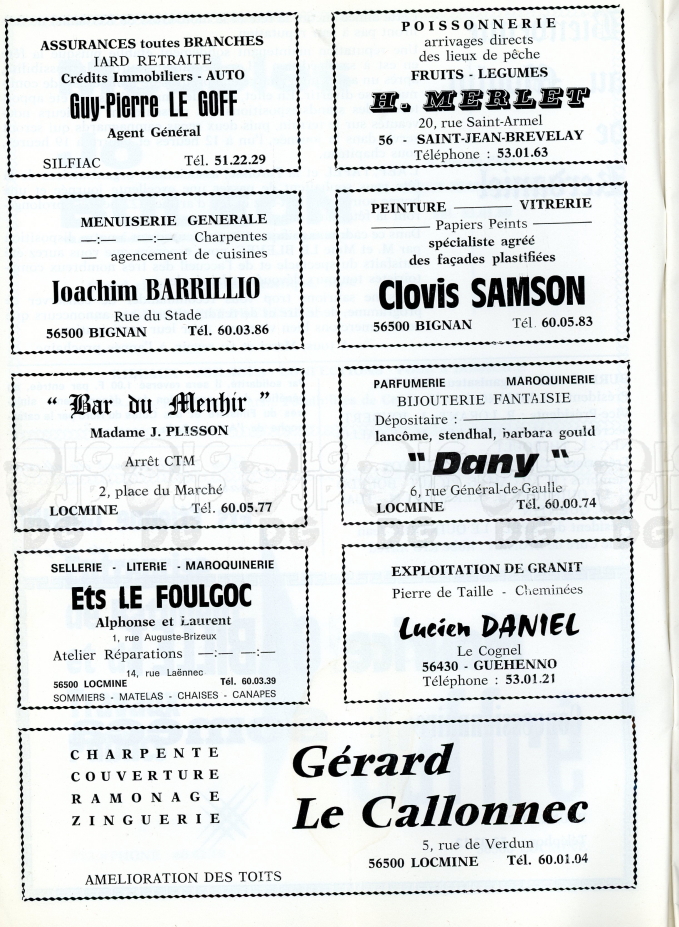 ASSURANCES toutes BRANCHES
IARD RETRAITE
Crédits Immobiliers - AUTO
Guy-Pierre LE GOFF
Agent Général
SILFIAC Tél. 51.22.29
POISSONNERIE
arrivages directs
des lieux de pêche
FRUITS - LEGUMES
H. MERLET
20, rue Saint-Armel
56 - SAINT-JEAN-BREVELAY
Téléphone : 53.01.63
MENUISERIE GENERALE
—:— —:— Charpentes
— agencement de cuisines
Joachim BARRILLIO
Rue du Stade
56500 BIGNAN Tél. 60.03.86
PEINTURE ——— VITRERIE
——— Papiers Peints ———
spécialiste agréé
des façades plastifiées
Clovis SAMSON
56500 BIGNAN Tél. 60.05.83
“ Bar du Menhir ”
Madame J. PLISSON
Arrêt CTM
2, place du Marché
LOCMINE Tél. 60.05.77
PARFUMERIE MAROQUINERIE
BIJOUTERIE FANTAISIE
Dépositaire : ———
lancôme, stendhal, barbara gould
"Dany"
6, rue Général-de-Gaulle
LOCMINE Tél. 60.00.74
SELLERIE - LITERIE - MAROQUINERIE
Ets LE FOULGOC
Alphonse et Laurent
1, rue Auguste-Brizeux
Atelier Réparations —:— —:—
14, rue Laënnec
56500 LOCMINE Tél. 60.03.39
SOMMIERS - MATELAS - CHAISES - CANAPES
EXPLOITATION DE GRANIT
Pierre de Taille - Cheminées
Lucien DANIEL
Le Cognel
56430 - GUEHENNO
Téléphone : 53.01.21
CHARPENTE
COUVERTURE
RAMONAGE
ZINGUERIE
AMELIORATION DES TOITS
Gérard
Le Callonnec
5, rue de Verdun
56500 LOCMINE Tél. 60.01.04
LG
JP
DG